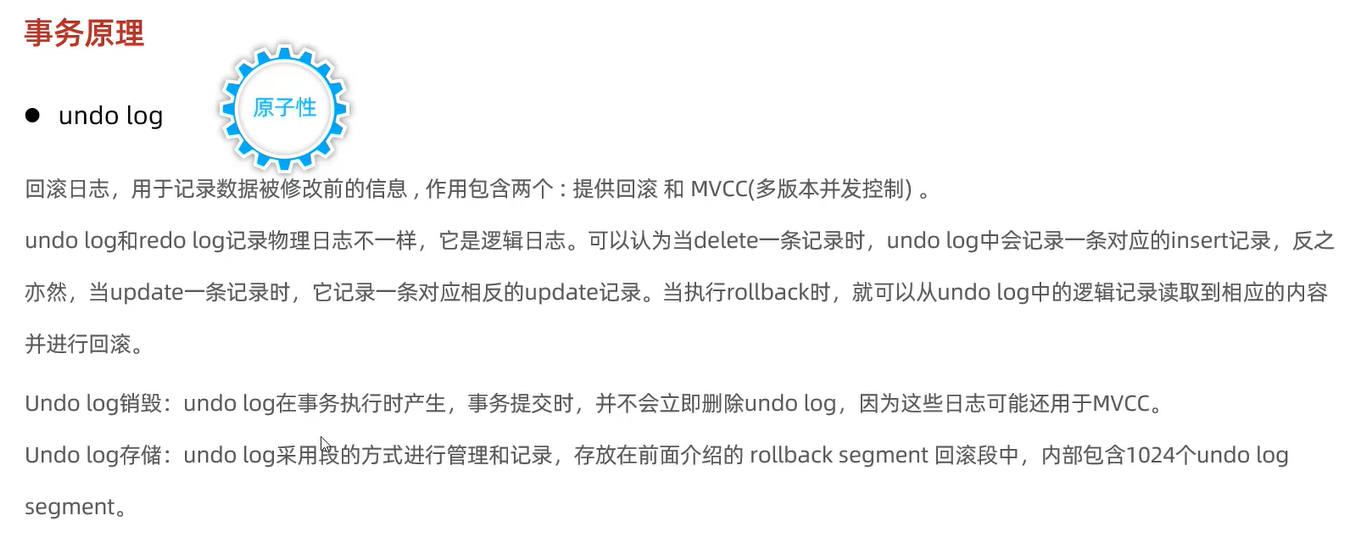 事务原理
● undo log
原子性
回滚日志，用于记录数据被修改前的信息 , 作用包含两个 : 提供回滚 和 MVCC(多版本并发控制) 。
undo log和redo log记录物理日志不一样，它是逻辑日志。可以认为当delete一条记录时，undo log中会记录一条对应的insert记录，反之
亦然，当update一条记录时，它记录一条对应相反的update记录。当执行rollback时，就可以从undo log中的逻辑记录读取到相应的内容
并进行回滚。
Undo log销毁：undo log在事务执行时产生，事务提交时，并不会立即删除undo log，因为这些日志可能还用于MVCC。
Undo log存储：undo log采用段的方式进行管理和记录，存放在前面介绍的 rollback segment 回滚段中，内部包含1024个undo log
segment。